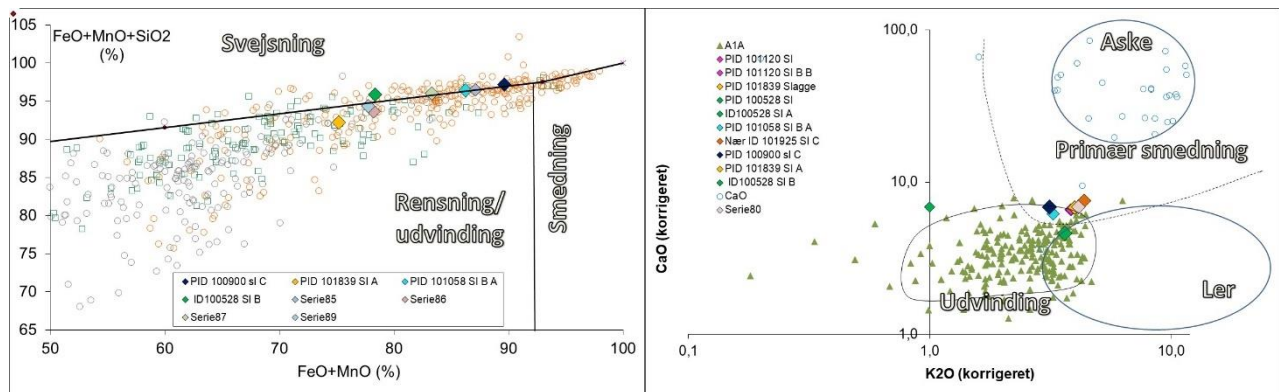 105
FeO+MnO+SiO2
(%)
Svejsning
100
95
90
85
80
75
70
65
Rensning/
udvinding
Smedning
PID 100900 sl C
PID 101839 SI A
PID 101058 SI B A
ID100528 SI B
Serie85
Serie86
Serie87
Serie89
50
60
70
80
90
100
FeO+MnO (%)
100,0
10,0
1,0
CaO (korrigeret)
A1A
PID 101120 SI
PID 101120 SI B B
PID 101839 Slagge
PID 100528 SI
ID100528 SI A
PID 101058 SI B A
Nær ID 101925 SI C
PID 100900 sl C
PID 101839 SI A
ID100528 SI B
CaO
Serie80
Aske
Primær smedning
Udvinding
Ler
0,1
1,0
10,0
K2O (korrigeret)